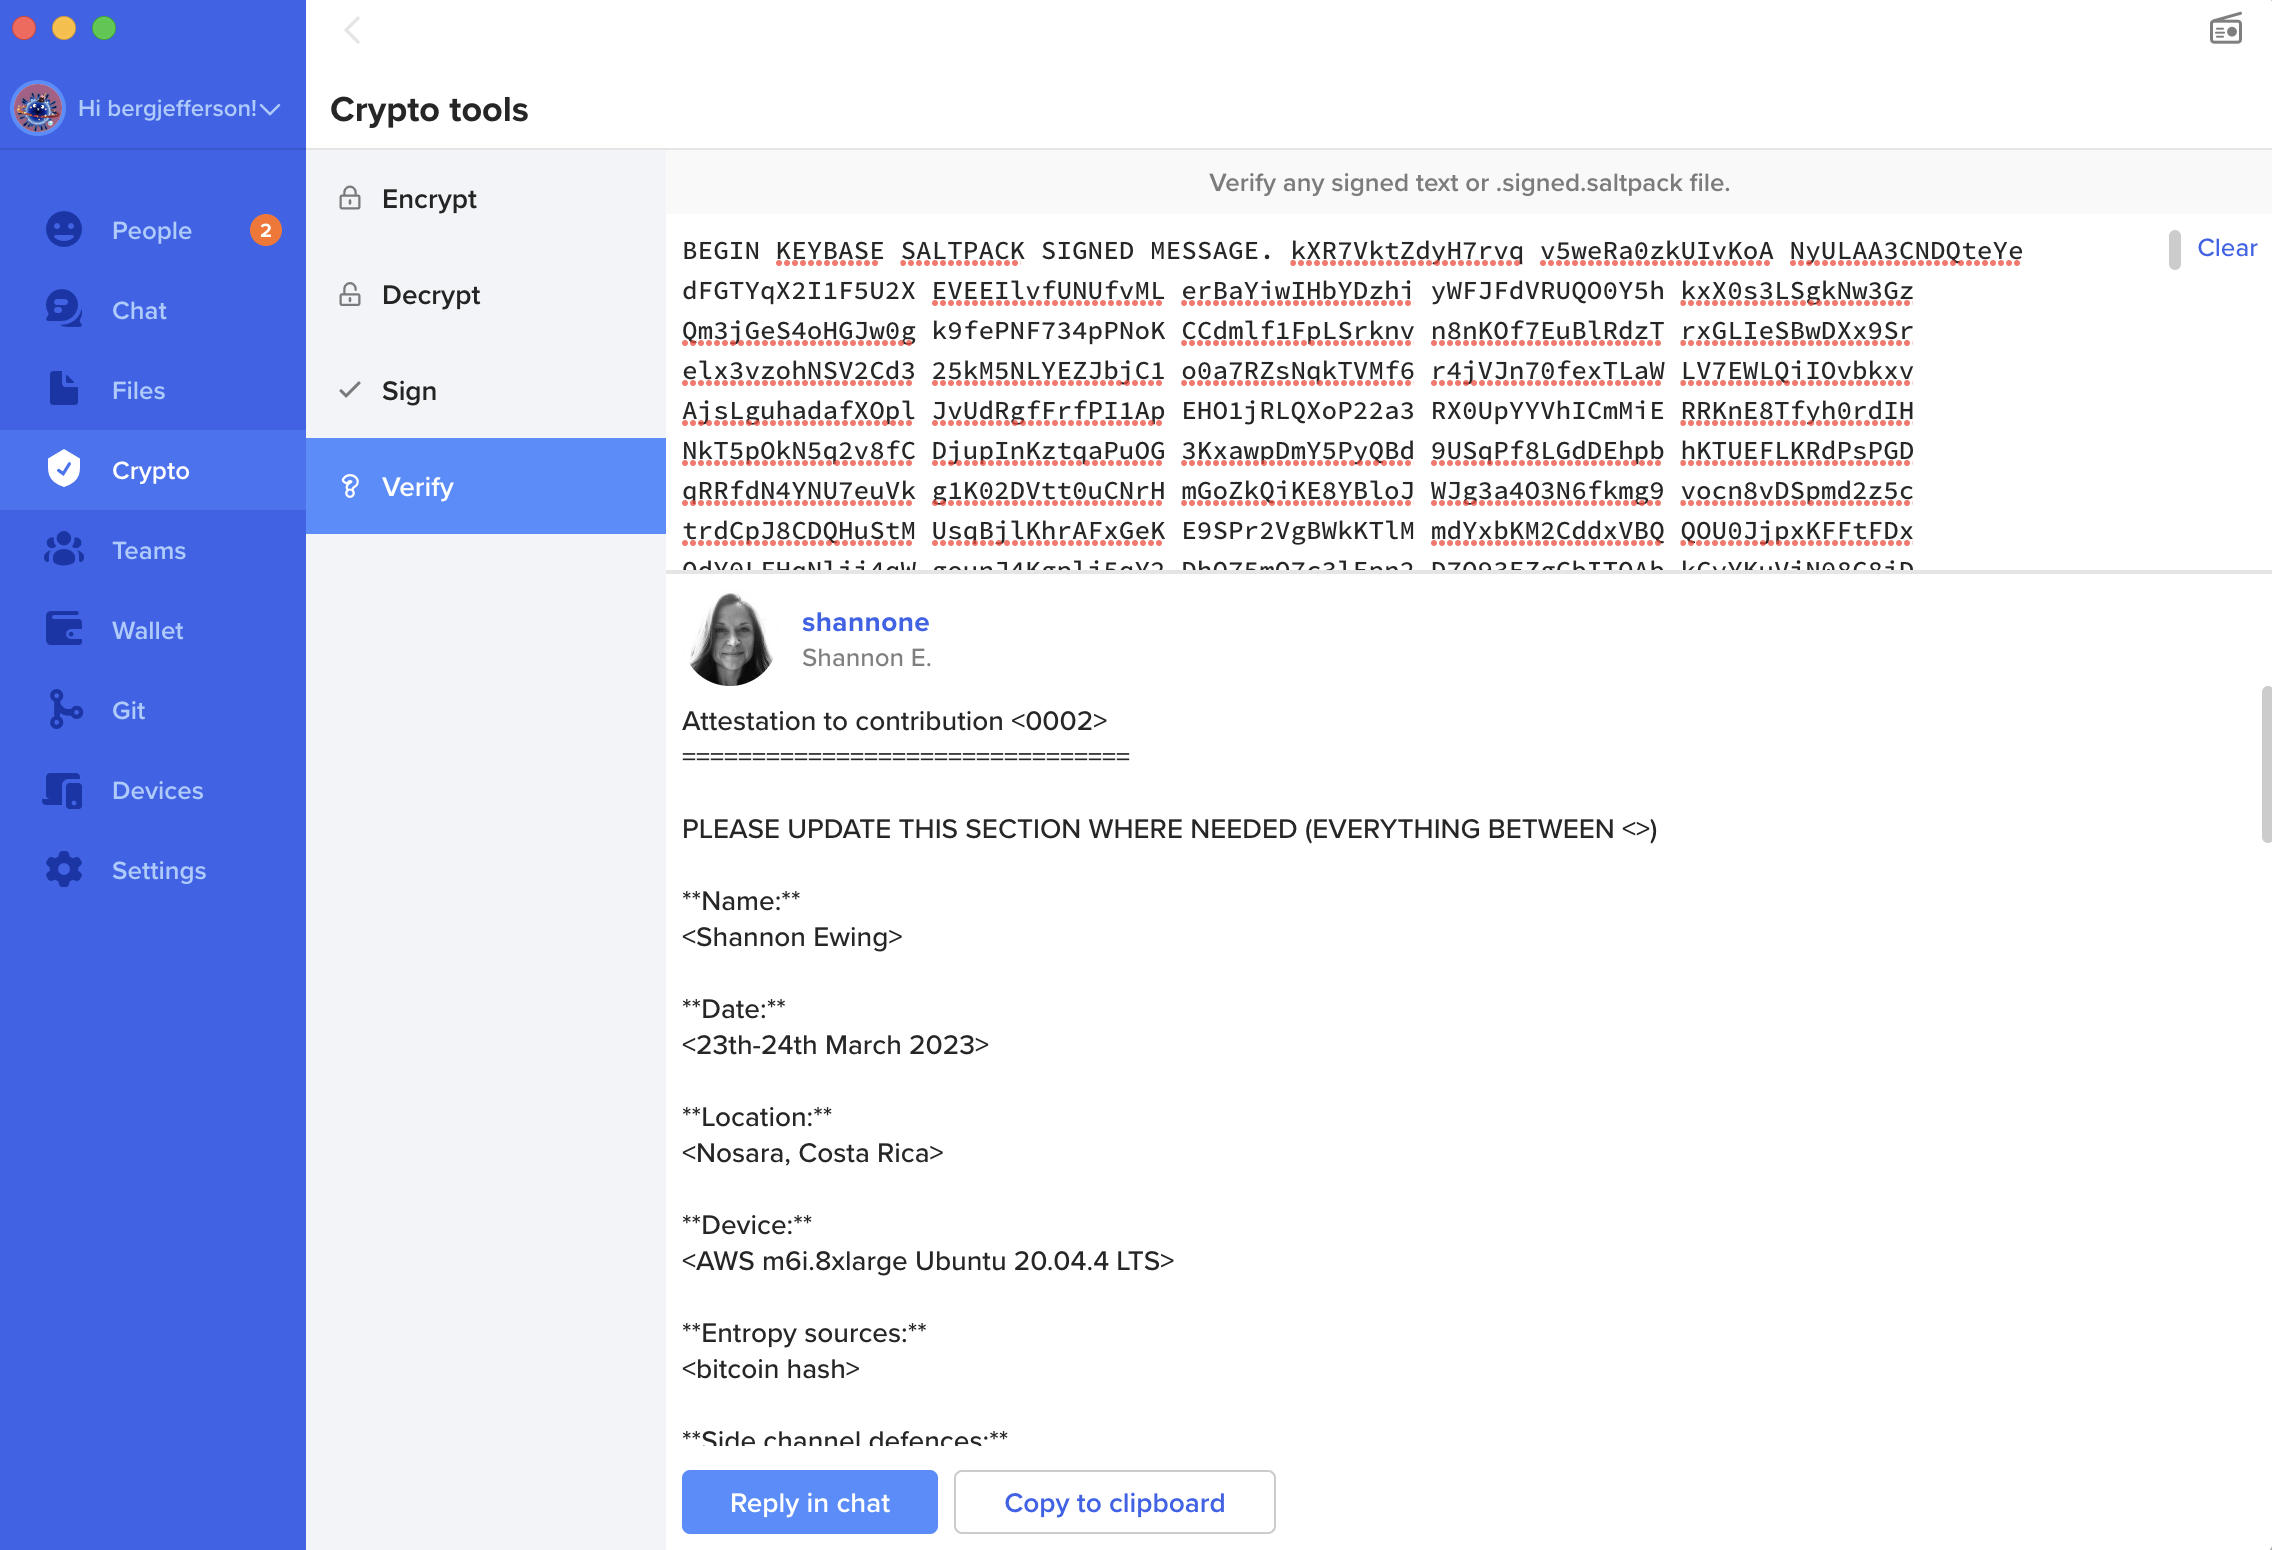 Hi bergjefferson!
People
2
Chat
Files
Crypto
Teams
Wallet
Git
Devices
Settings
Crypto tools
Encrypt
Decrypt
Sign
Verify
Verify any signed text or .signed.saltpack file.
BEGIN KEYBASE SALTPACK SIGNED MESSAGE. kXR7VktZdyH7rvq v5weRa0zkUIvKoA NyULAA3CNDQteYe
dFGTYqX2I1F5U2X EVEEIlvfUNUfvML erBaYiwIHbYDzhi yWFJFdVRUQO0Y5h kxX0s3LSgkNw3Gz
Qm3jGeS4oHGJw0g k9fePNF734pPNoK CCdmlf1FpLSrknv n8nKOf7EuBlRdzT rxGLIeSBwDXx9Sr
elx3vzohNSV2Cd3 25kM5NLYEZJbjC1 o0a7RZsNqkTVMf6 r4jVJn70fexTLaW LV7EWLQiIOvbkxv
AjsLguhadafXOpl JvUdRgfFrfPI1Ap EHO1jRLQXoP22a3 RX0UpYYVhICmMiE RRKnE8Tfyh0rdIH
NkT5pOkN5q2v8fC DjupInKztqaPuOG 3KxawpDmY5PyQBd 9USqPf8LGdDEhpb hKTUEFLKRdPsPGD
qRRfdN4YNU7euVk g1K02DVtt0uCNrH mGoZkQiKE8YBloJ WJg3a4O3N6fkmg9 vocn8vDSpmd2z5c
trdCpJ8CDQHuStM UsqBjlKhrAFxGeK E9SPr2VgBWkKTlM mdYxbKM2CddxVBQ QOU0JjpxKFFtFDx
Clear
shannone
Shannon E.
Attestation to contribution <0002>
================================
PLEASE UPDATE THIS SECTION WHERE NEEDED (EVERYTHING BETWEEN <>)
**Name:**
<Shannon Ewing>
**Date:**
<23th-24th March 2023>
**Location:**
<Nosara, Costa Rica>
**Device:**
<AWS m6i.8xlarge Ubuntu 20.04.4 LTS>
**Entropy sources:**
<bitcoin hash>
**Side channel defences:**
Reply in chat
Copy to clipboard